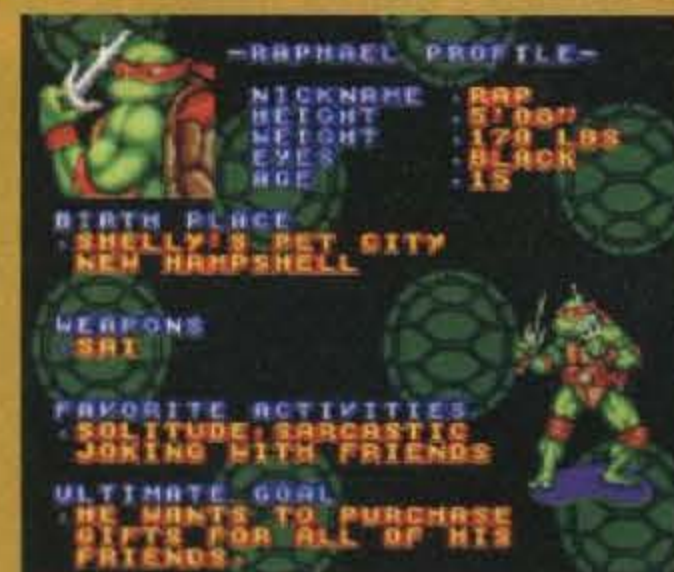 -RAPHAEL PROFILE-
NICKNAME .RAP
HEIGHT .5'00"
WEIGHT .170 LBS
EYES .BLACK
AGE .15
BIRTH PLACE
.SHELLY'S PET CITY
NEW HAMPSHELL
WEAPONS
SAI
FAVORITE ACTIVITIES
.SOLITUDE.SARCASTIC
JOKING WITH FRIENDS
ULTIMATE GOAL
.HE WANTS TO PURCHASE
GIFTS FOR ALL OF HIS
FRIENDS.